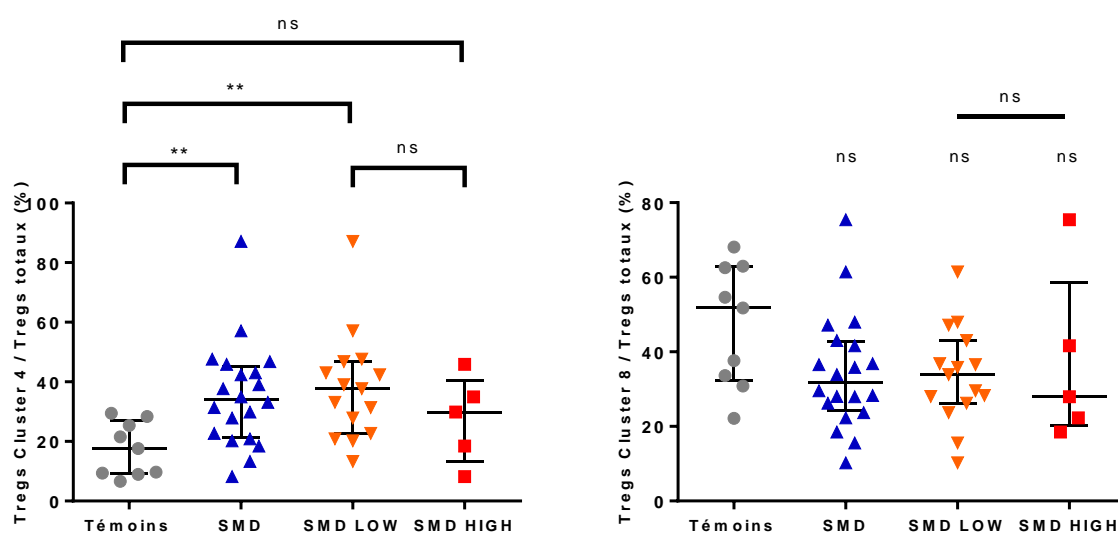 ns
**
**
ns
Tregs Cluster 4 / Tregs totaux (%)
100
80
60
40
20
0
Témoins SMD SMD LOW SMD HIGH
ns
ns ns ns
Tregs Cluster 8 / Tregs totaux (%)
80
60
40
20
0
Témoins SMD SMD LOW SMD HIGH